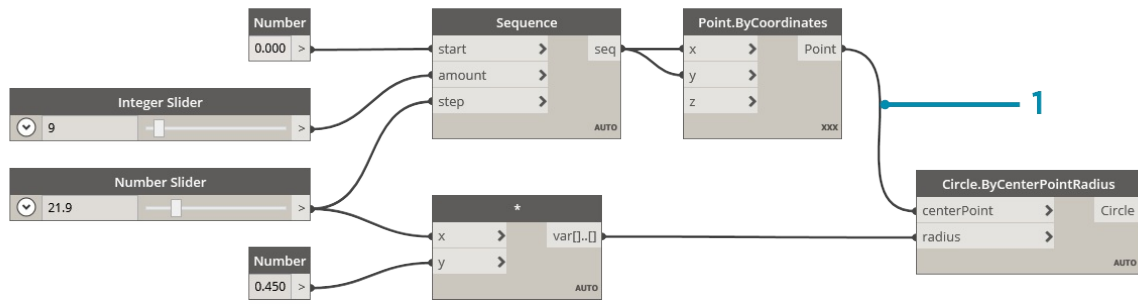 Number
0.000 >
Sequence
start >
amount >
step >
seq
AUTO
Point.ByCoordinates
x >
y >
z >
Point
XXX
1
Integer Slider
9 >
Number Slider
21.9 >
*
x >
y >
var[]..[]
AUTO
Number
0.450 >
Circle.ByCenterPointRadius
centerPoint >
radius >
Circle
AUTO